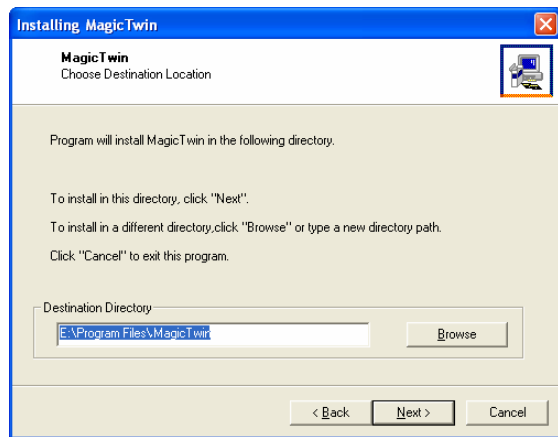 Installing MagicTwin
MagicTwin
Choose Destination Location
Program will install MagicTwin in the following directory.
To install in this directory, click "Next".
To install in a different directory,click "Browse" or type a new directory path.
Click "Cancel" to exit this program.
Destination Directory
E:\Program Files\MagicTwin
Browse
< Back Next > Cancel